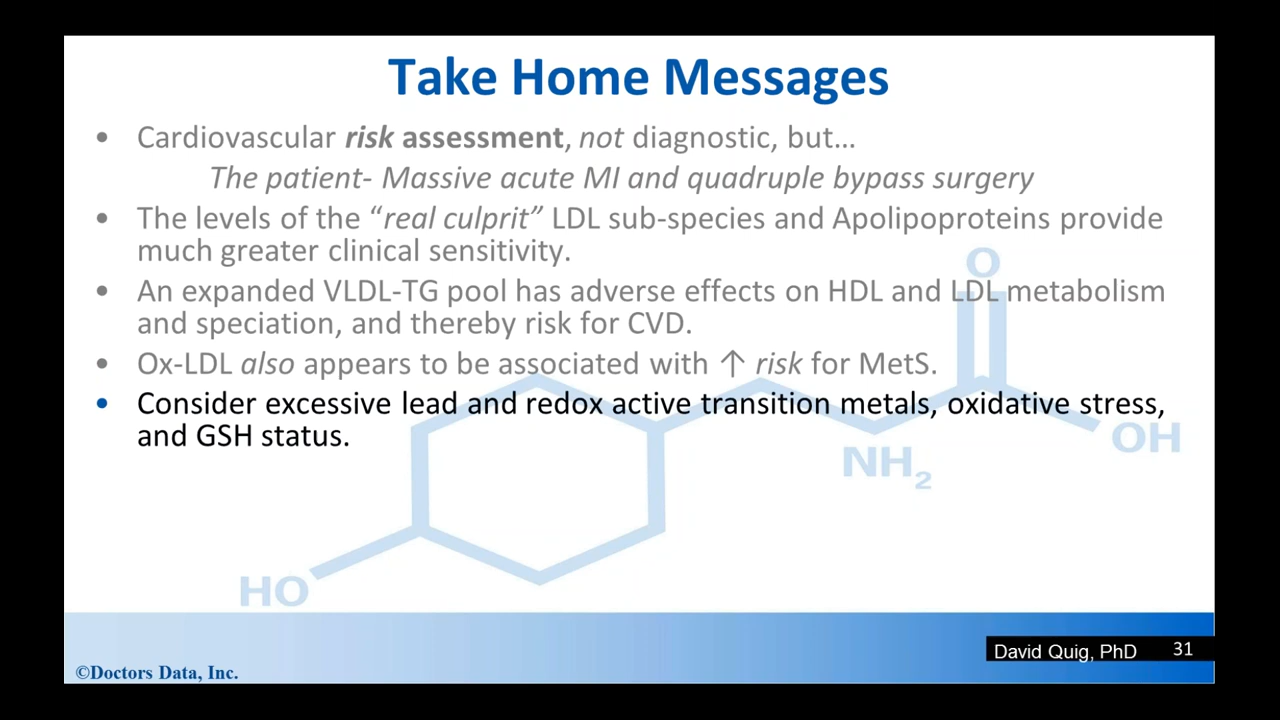 Take Home Messages
• Cardiovascular risk assessment, not diagnostic, but…
The patient- Massive acute MI and quadruple bypass surgery
• The levels of the “real culprit” LDL sub-species and Apolipoproteins provide
much greater clinical sensitivity.
• An expanded VLDL-TG pool has adverse effects on HDL and LDL metabolism
and speciation, and thereby risk for CVD.
• Ox-LDL also appears to be associated with ↑ risk for MetS.
• Consider excessive lead and redox active transition metals, oxidative stress,
and GSH status.
O
OH
NH₂
HO
David Quig, PhD 31
©Doctors Data, Inc.